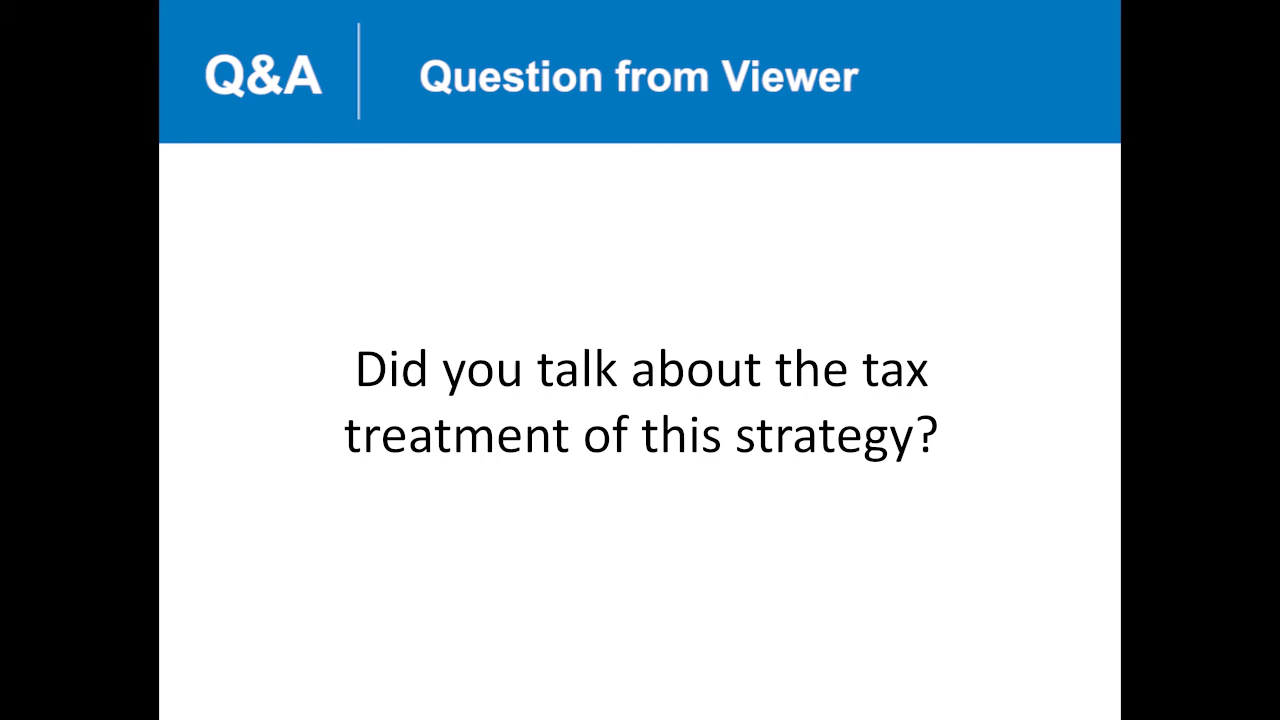 Q&A
Question from Viewer
Did you talk about the tax
treatment of this strategy?